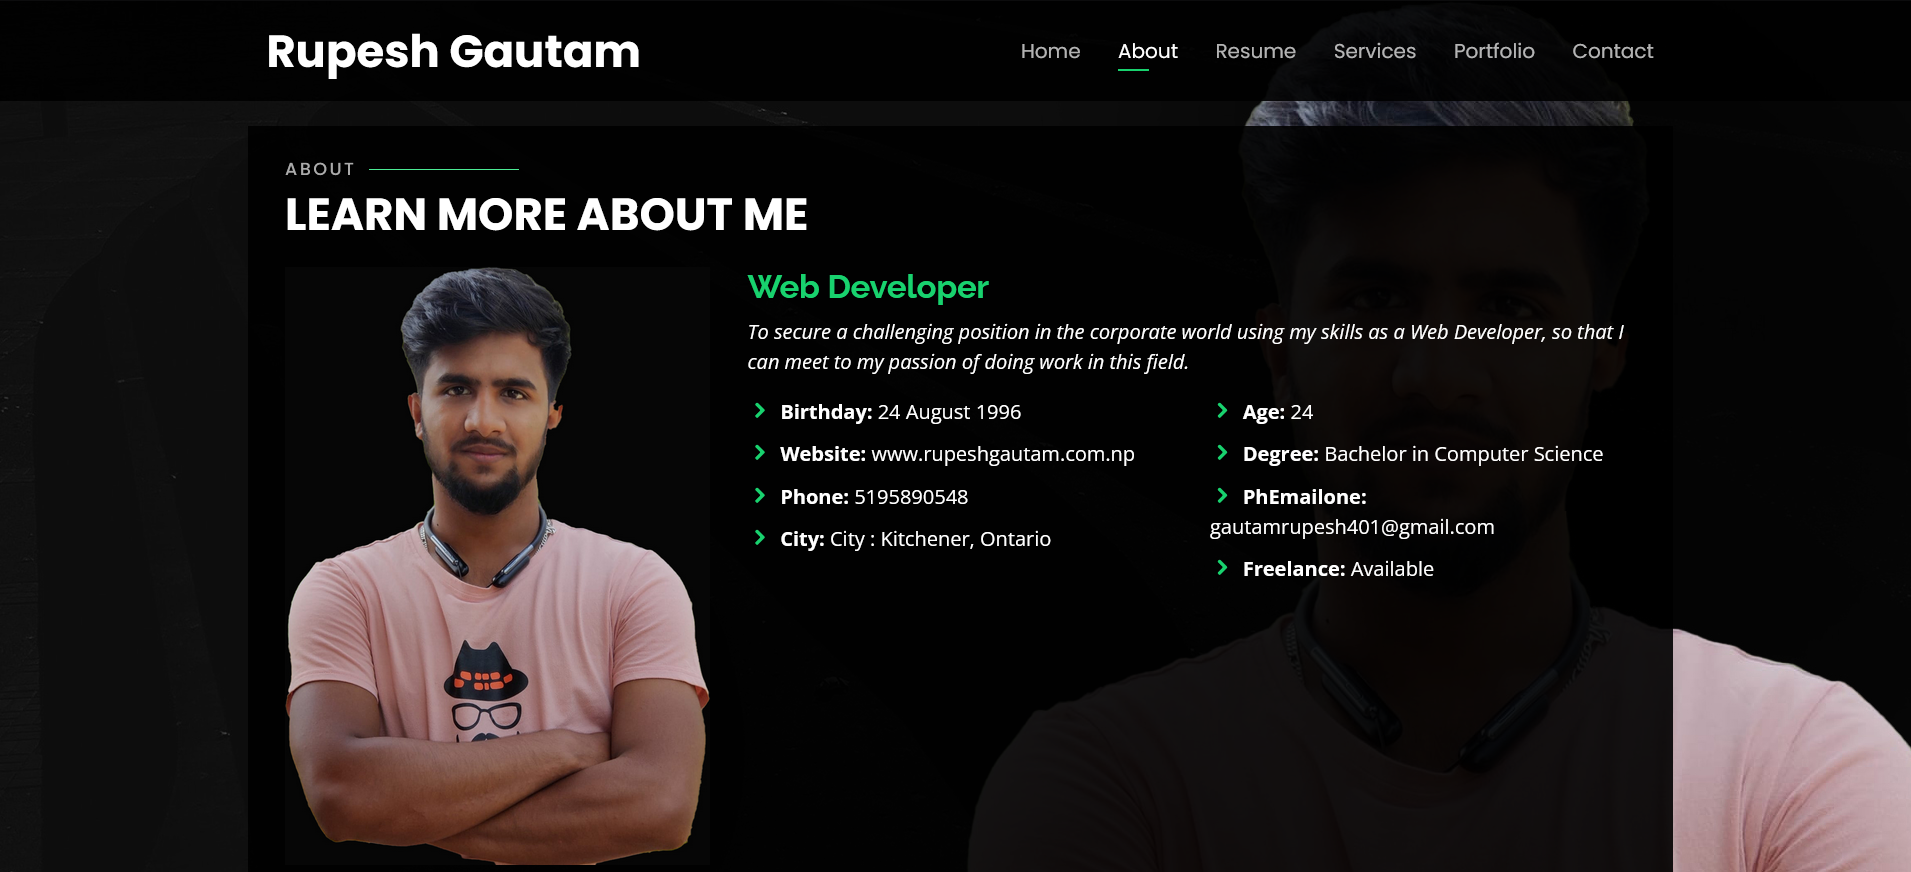 Rupesh Gautam
Home About Resume Services Portfolio Contact
ABOUT
LEARN MORE ABOUT ME
Web Developer
To secure a challenging position in the corporate world using my skills as a Web Developer, so that I
can meet to my passion of doing work in this field.
Birthday: 24 August 1996
Website: www.rupeshgautam.com.np
Phone: 5195890548
City: City : Kitchener, Ontario
Age: 24
Degree: Bachelor in Computer Science
PhEmailone:
gautamrupesh401@gmail.com
Freelance: Available